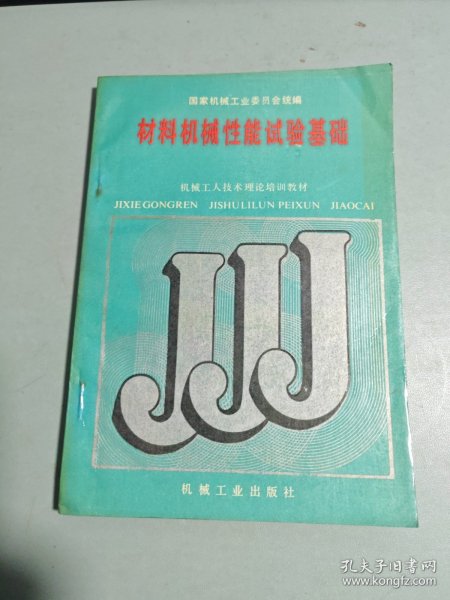 国家机械工业委员会统编
材料机械性能试验基础
机械工人技术理论培训教材
JIXIEGONGREN JISHULILUN PEIXUN JIAOCAI
JJJ
机械工业出版社
孔夫子旧书网
www.kongfz.com